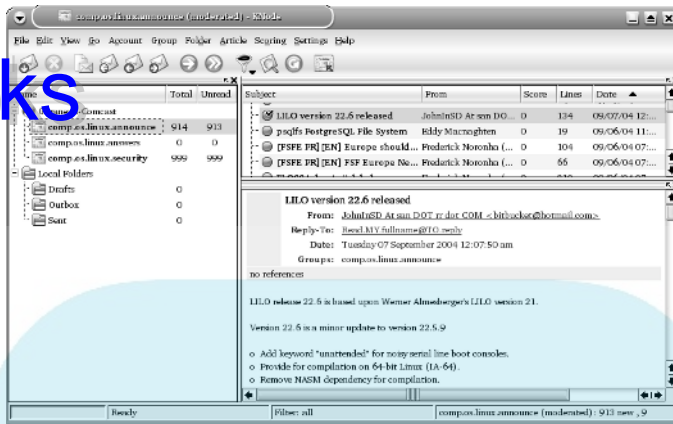 comp.os.linux.announce (moderated) - KNode
File Edit View Go Account Group Folder Article Scoring Settings Help
ks
Name Total Unread
Comcast
comp.os.linux.announce 914 913
comp.os.linux.answers 0 0
comp.os.linux.security 999 999
Local Folders
Drafts 0
Outbox 0
Sent 0
Subject From Score Lines Date
LILO version 22.6 released JohnInSD At san DO... 0 134 09/07/04 12:...
psqlfs PostgreSQL File System Eddy Macnaghten 0 19 09/06/04 11:...
[FSFE PR] [EN] Europe should... Frederick Noronha (... 0 104 09/06/04 07:...
[FSFE PR] [EN] FSF Europe Ne... Frederick Noronha (... 0 66 09/06/04 07:...
LILO version 22.6 released
From: JohnInSD At san DOT rr dot COM <bitbucket@hotmail.com>
Reply-To: Read.MY.fullname@TO.reply
Date: Tuesday 07 September 2004 12:07:50 am
Groups: comp.os.linux.announce
no references
LILO release 22.6 is based upon Werner Almesberger's LILO version 21.
Version 22.6 is a minor update to version 22.5.9
o Add keyword "unattended" for noisy serial line boot consoles.
o Provide for compilation on 64-bit Linux (IA-64).
o Remove NASM dependency for compilation.
Ready Filter: all comp.os.linux.announce (moderated) : 913 new , 9